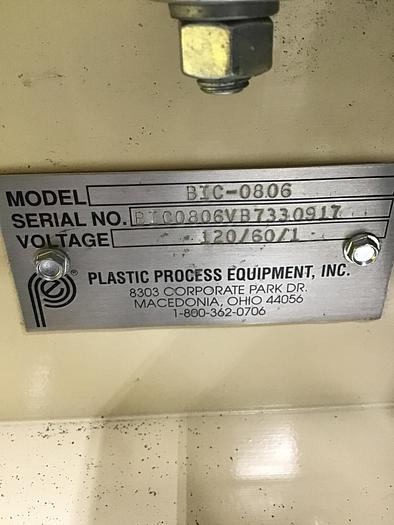 MODEL BIC-0806
SERIAL NO. BIC0806VB7330917
VOLTAGE 120/60/1
PLASTIC PROCESS EQUIPMENT, INC.
8303 CORPORATE PARK DR.
MACEDONIA, OHIO 44056
1-800-362-0706